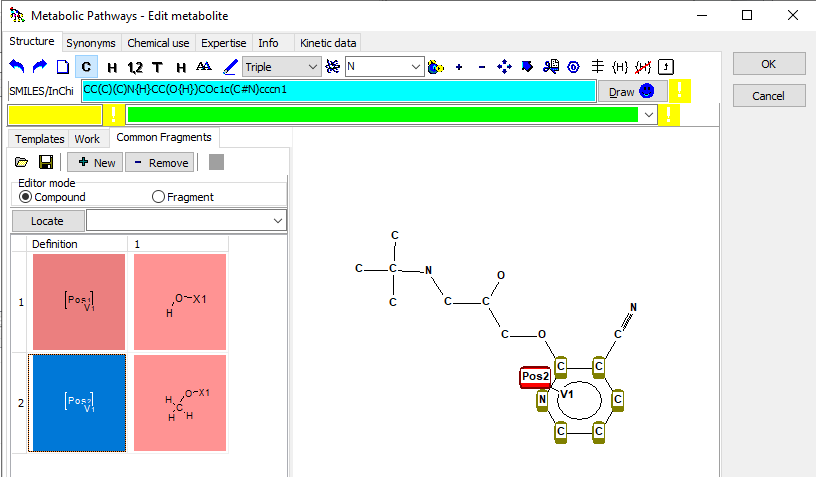 Metabolic Pathways - Edit metabolite
Structure Synonyms Chemical use Expertise Info Kinetic data
C H 1,2 T H AA Triple N + - {H} {H}
OK
SMILES/InChi CC(C)(C)N{H}CC(O{H})COc1c(C#N)cccn1 Draw !
Cancel
! !
Templates Work Common Fragments
+ New - Remove
Editor mode
Compound Fragment
Locate
Definition 1
1 [Pos1] V1 H O X1
2 [Pos2] V1 H C H H O X1
C
C C N O
C C C N
C O C
Pos2 C C
N V1 C
C C